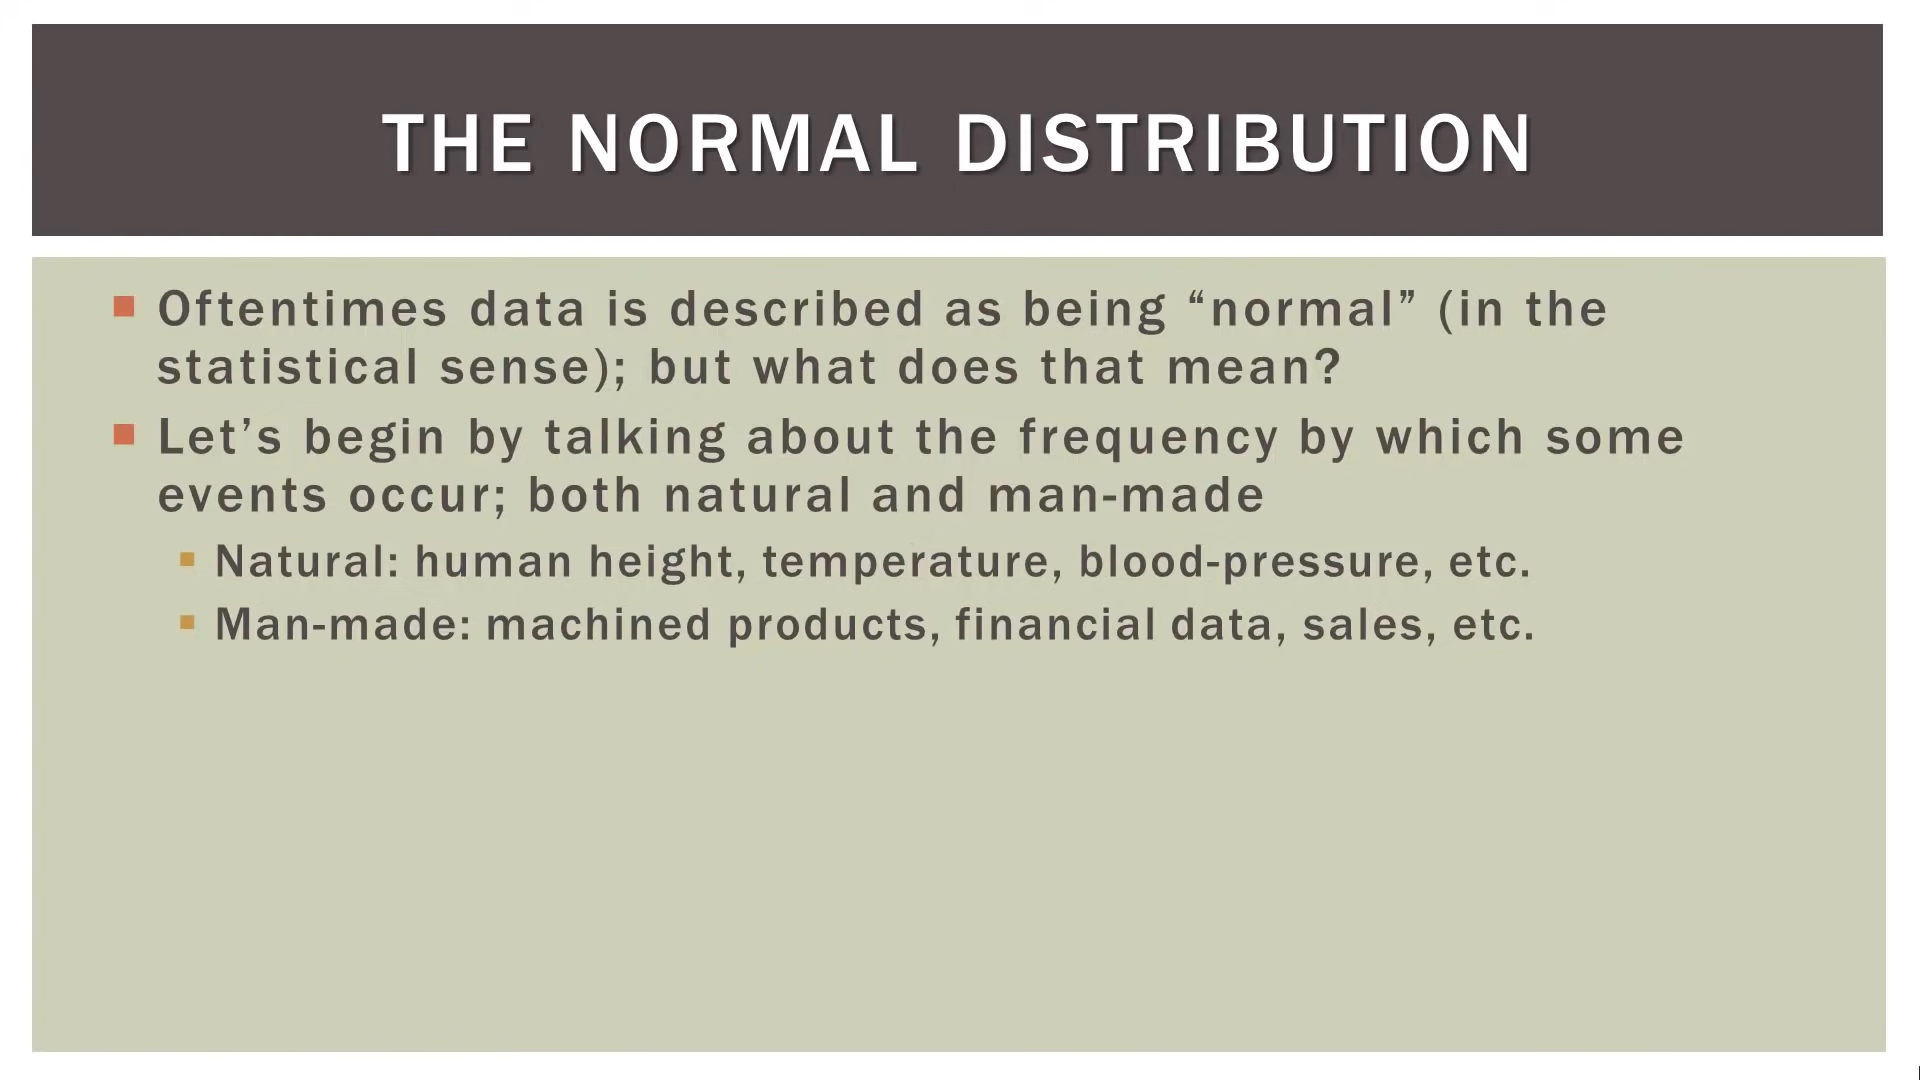 THE NORMAL DISTRIBUTION
Oftentimes data is described as being “normal” (in the
statistical sense); but what does that mean?
Let’s begin by talking about the frequency by which some
events occur; both natural and man-made
Natural: human height, temperature, blood-pressure, etc.
Man-made: machined products, financial data, sales, etc.